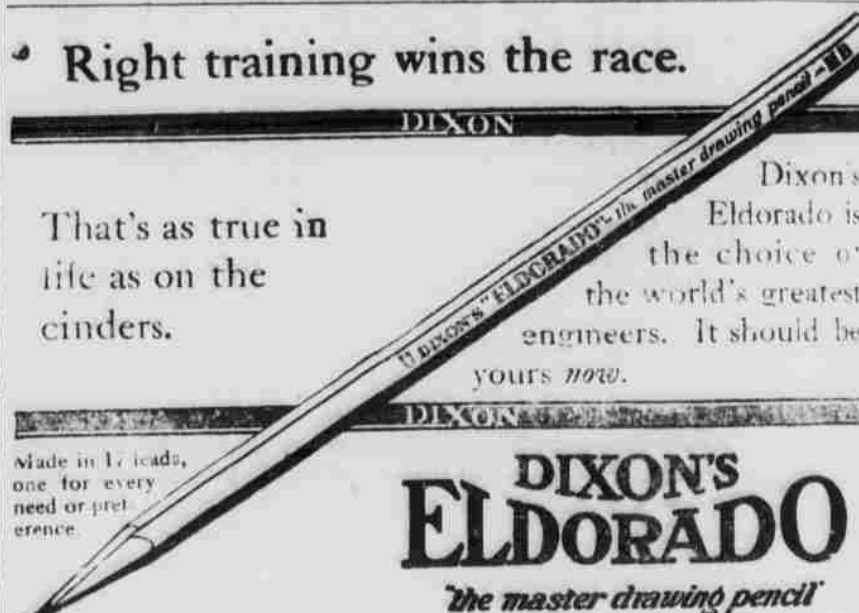 Right training wins the race.
DIXON
That's as true in
life as on the
cinders.
DIXON'S "ELDORADO"-the master drawing pencil-HB
Dixon's
Eldorado is
the choice of
the world's greatest
engineers. It should be
yours now.
DIXON
Made in 17 leads,
one for every
need or pref
erence
DIXON'S
ELDORADO
"the master drawing pencil"